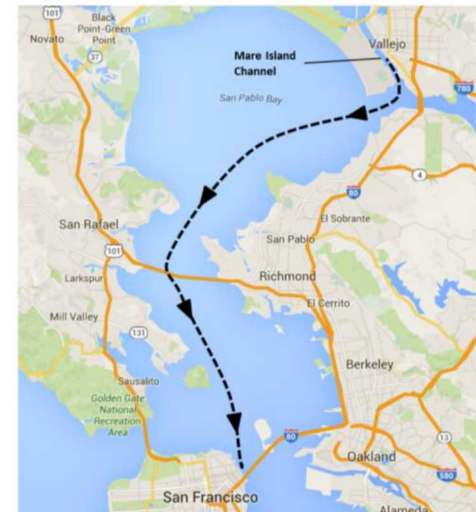 101
Novato
Black
Point-Green
Point
37
Vallejo
Mare Island
Channel
San Pablo Bay
780
80
4
El Sobrante
San Rafael
San Pablo
101
Richmond
Larkspur
El Cerrito
Mill Valley
131
Berkeley
Sausalito
Golden Gate
National
Recreation
Area
80
13
Oakland
580
San Francisco
Alameda